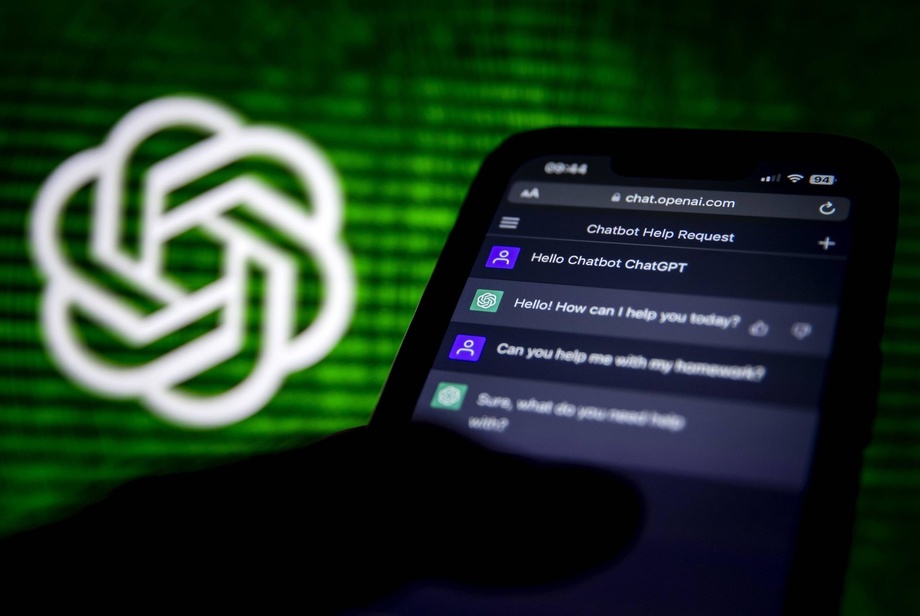 09:44
94
AA
chat.openai.com
Chatbot Help Request
Hello Chatbot ChatGPT
Hello! How can I help you today?
Can you help me with my homework?
Sure, what do you need help
with?